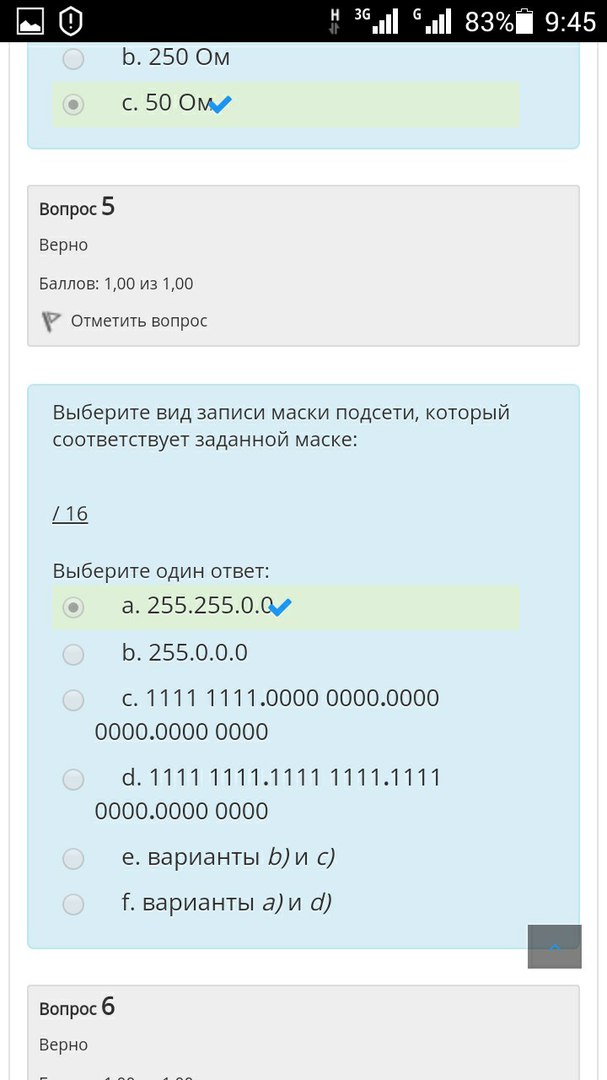 H 3G G 83% 9:45
b. 250 Ом
c. 50 Ом
Вопрос 5
Верно
Баллов: 1,00 из 1,00
Отметить вопрос
Выберите вид записи маски подсети, который
соответствует заданной маске:
/ 16
Выберите один ответ:
a. 255.255.0.0
b. 255.0.0.0
c. 1111 1111.0000 0000.0000
0000.0000 0000
d. 1111 1111.1111 1111.1111
0000.0000 0000
e. варианты b) и c)
f. варианты a) и d)
Вопрос 6
Верно